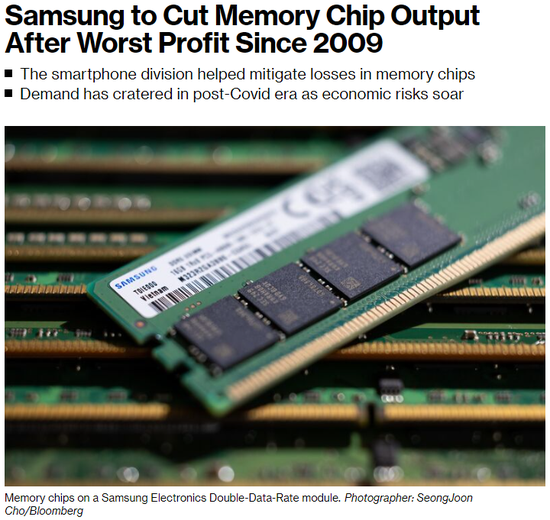 Samsung to Cut Memory Chip Output
After Worst Profit Since 2009
The smartphone division helped mitigate losses in memory chips
Demand has cratered in post-Covid era as economic risks soar
SAMSUNG
Vietnam
Memory chips on a Samsung Electronics Double-Data-Rate module. Photographer: SeongJoon
Cho/Bloomberg